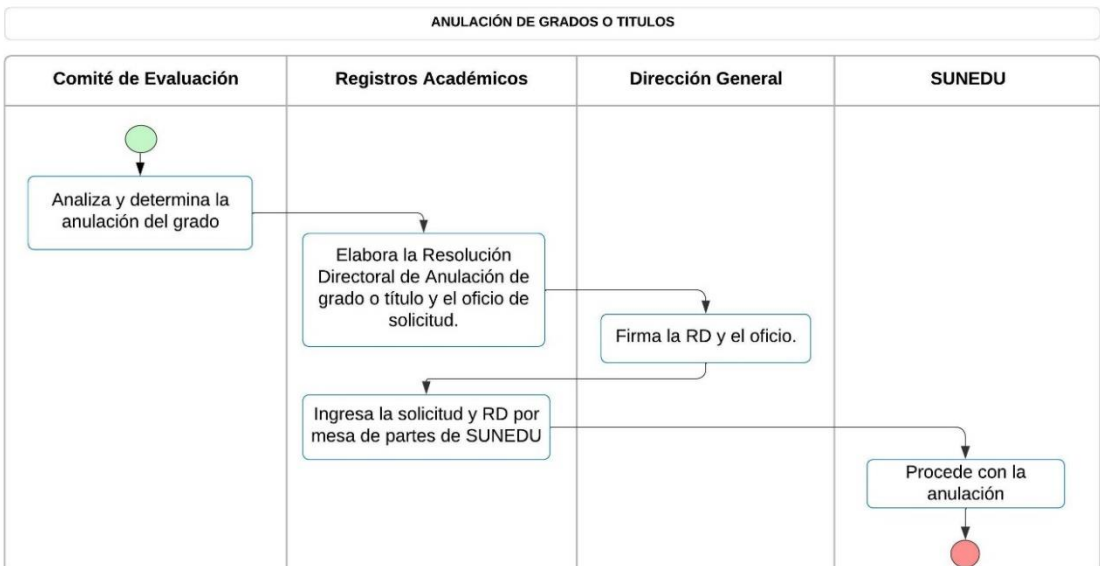 ANULACIÓN DE GRADOS O TITULOS
Comité de Evaluación
Registros Académicos
Dirección General
SUNEDU
Analiza y determina la
anulación del grado
Elabora la Resolución
Directoral de Anulación de
grado o título y el oficio de
solicitud.
Firma la RD y el oficio.
Ingresa la solicitud y RD por
mesa de partes de SUNEDU
Procede con la
anulación